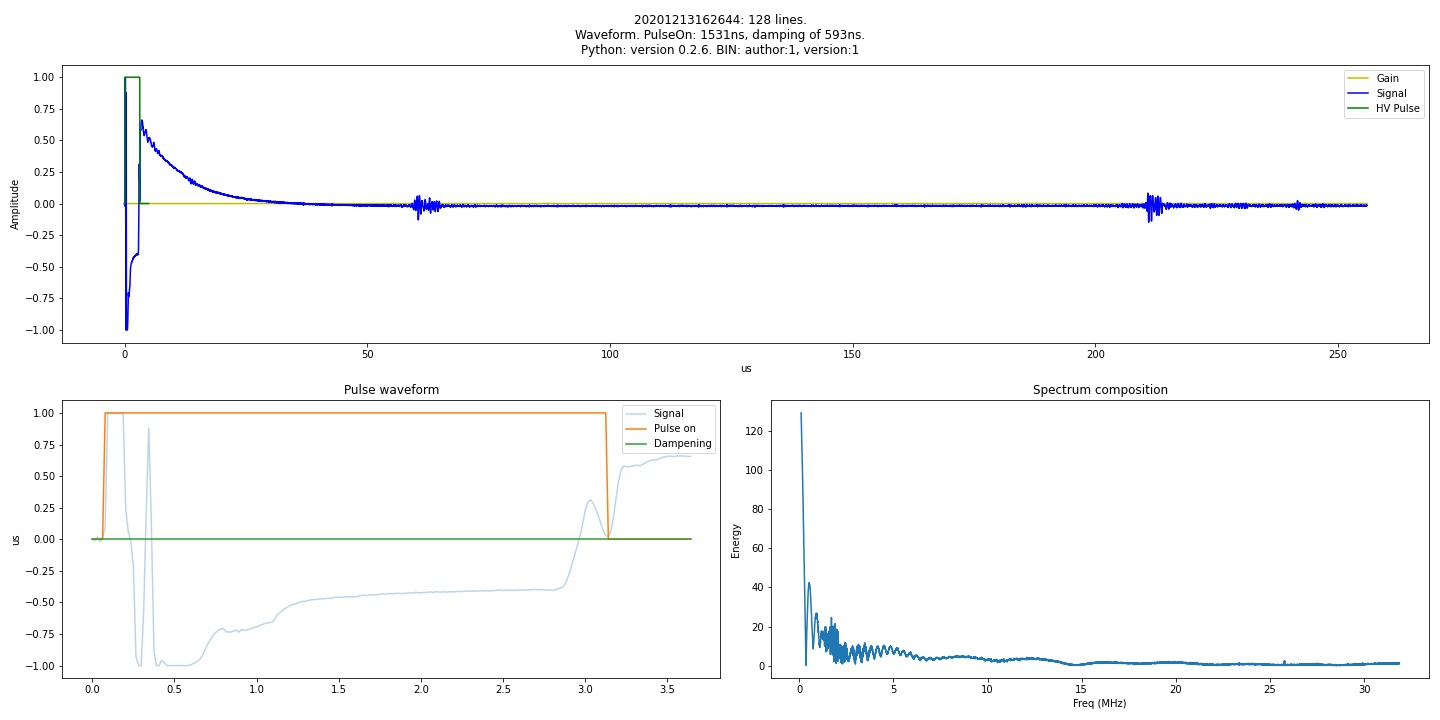 20201213162644: 128 lines.
Waveform. PulseOn: 1531ns, damping of 593ns.
Python: version 0.2.6. BIN: author:1, version:1
1.00
0.75
0.50
0.25
0.00
−0.25
−0.50
−0.75
−1.00
Amplitude
Gain
Signal
HV Pulse
0 50 100 150 200 250
us
Pulse waveform
1.00
0.75
0.50
0.25
0.00
−0.25
−0.50
−0.75
−1.00
us
Signal
Pulse on
Dampening
0.0 0.5 1.0 1.5 2.0 2.5 3.0 3.5
Spectrum composition
120
100
80
60
40
20
0
Energy
0 5 10 15 20 25 30
Freq (MHz)